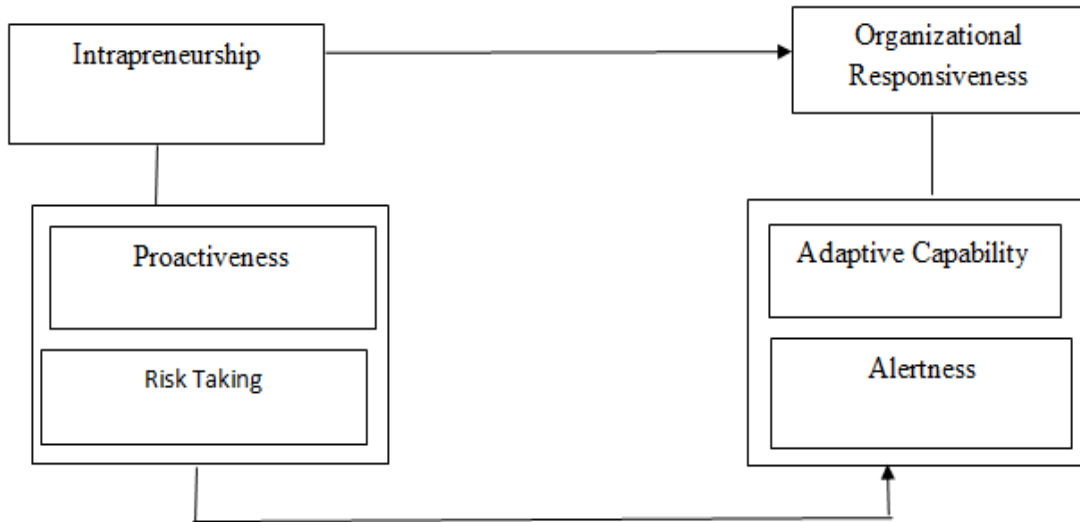 Intrapreneurship
Organizational
Responsiveness
Proactiveness
Risk Taking
Adaptive Capability
Alertness